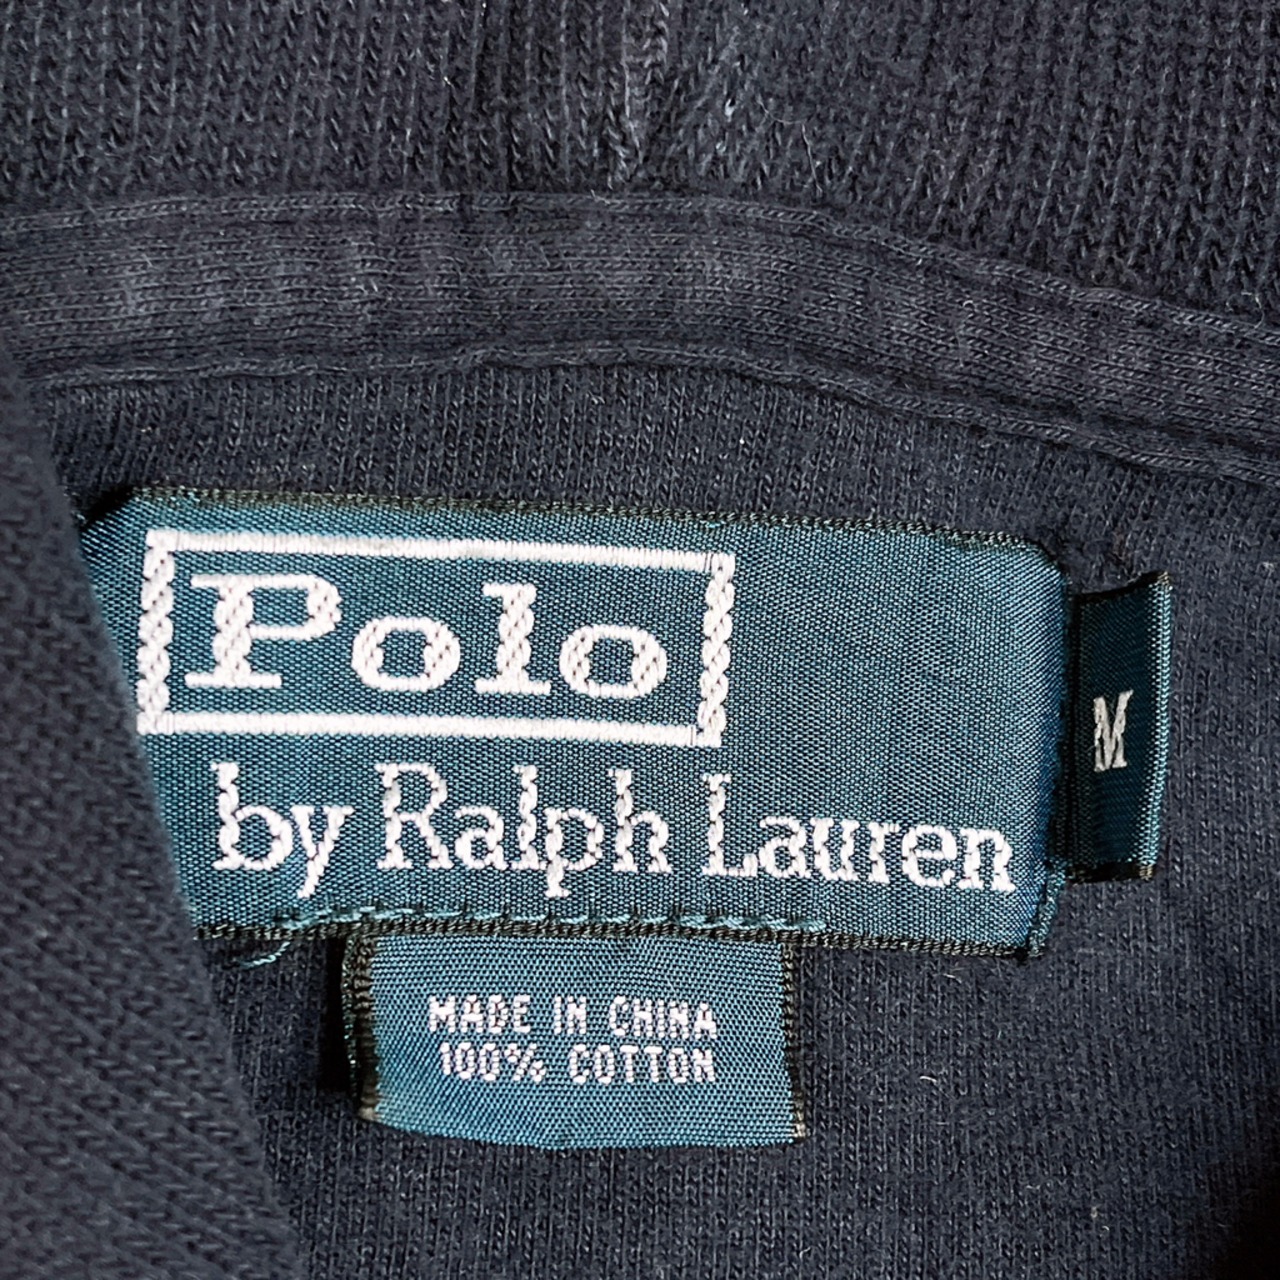 Polo
by Ralph Lauren
M
MADE IN CHINA
100% COTTON